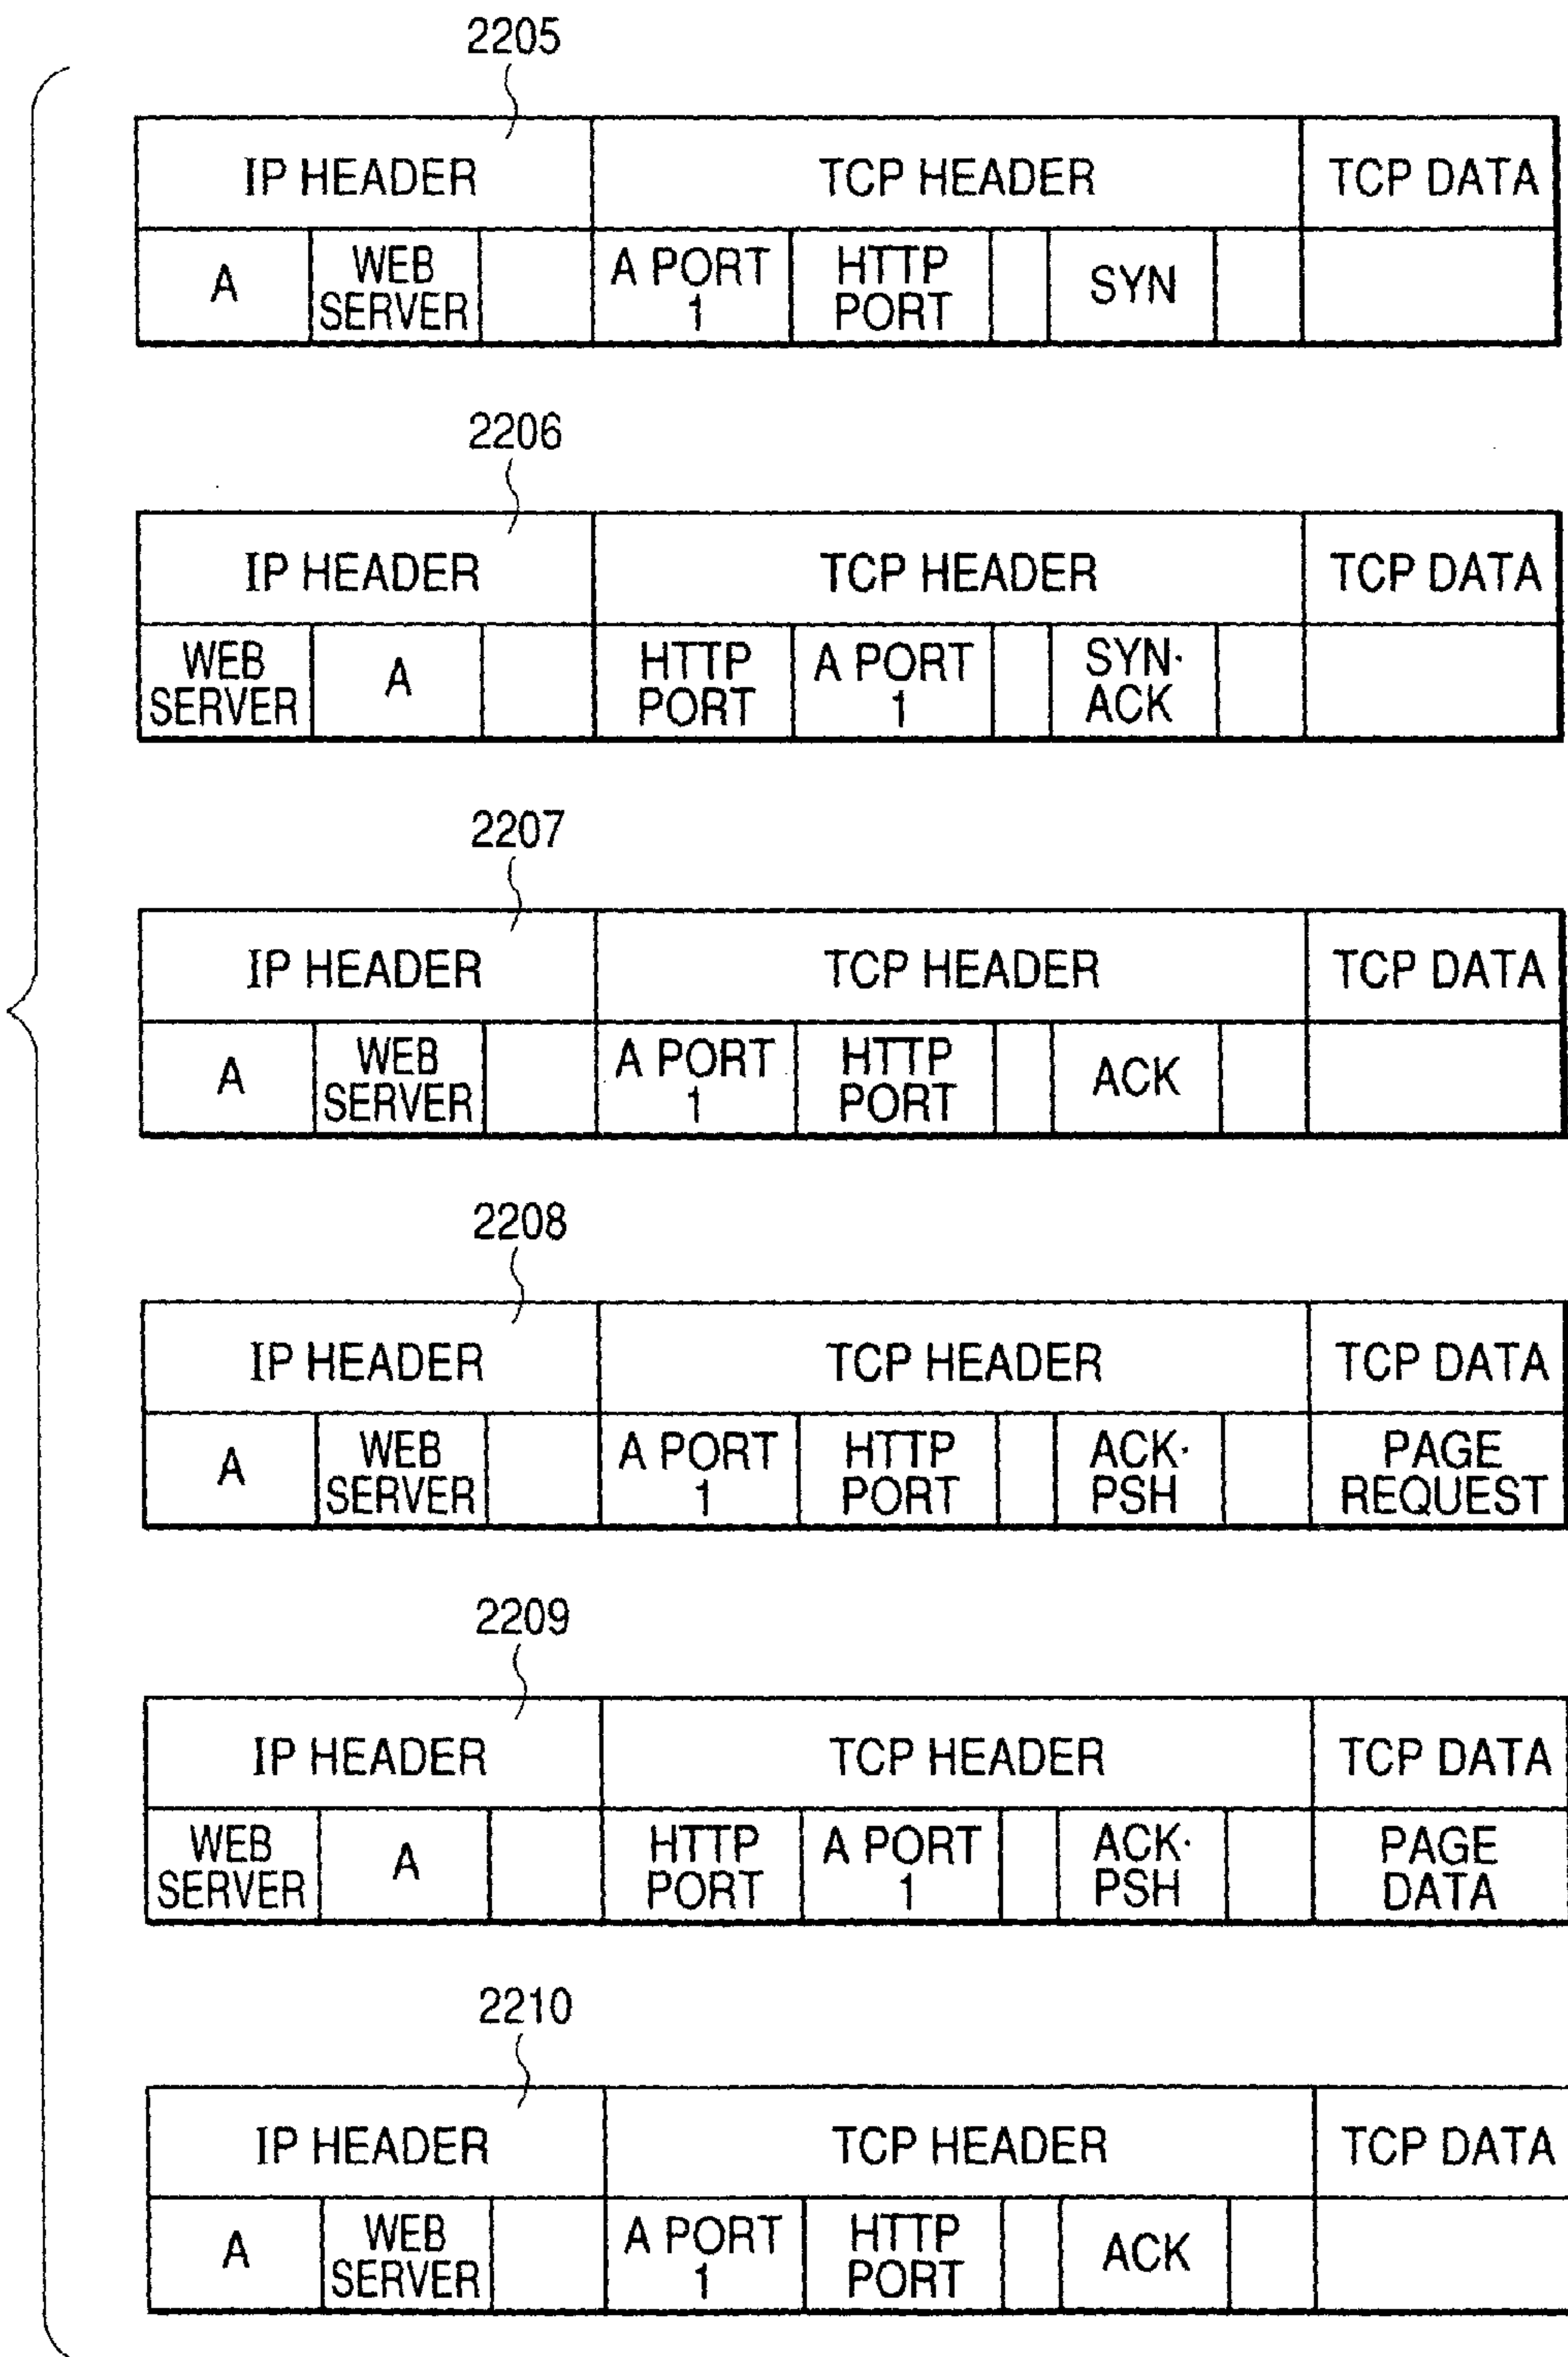 2205
IP HEADER TCP HEADER TCP DATA
A WEB SERVER A PORT 1 HTTP PORT SYN
2206
IP HEADER TCP HEADER TCP DATA
WEB SERVER A HTTP PORT A PORT 1 SYN· ACK
2207
IP HEADER TCP HEADER TCP DATA
A WEB SERVER A PORT 1 HTTP PORT ACK
2208
IP HEADER TCP HEADER TCP DATA
A WEB SERVER A PORT 1 HTTP PORT ACK· PSH PAGE REQUEST
2209
IP HEADER TCP HEADER TCP DATA
WEB SERVER A HTTP PORT A PORT 1 ACK· PSH PAGE DATA
2210
IP HEADER TCP HEADER TCP DATA
A WEB SERVER A PORT 1 HTTP PORT ACK